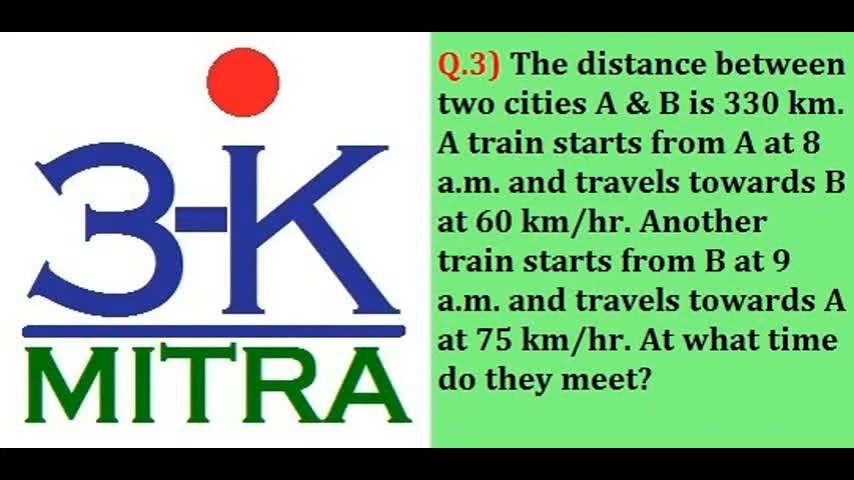 3-K
MITRA
Q.3) The distance between
two cities A & B is 330 km.
A train starts from A at 8
a.m. and travels towards B
at 60 km/hr. Another
train starts from B at 9
a.m. and travels towards A
at 75 km/hr. At what time
do they meet?